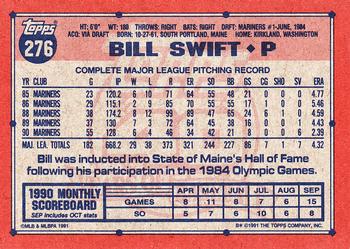 Topps
276
HT: 6'0" WT: 180 THROWS: RIGHT BATS: RIGHT DRAFT: MARINERS #1-JUNE, 1984
ACQ: VIA DRAFT BORN: 10-27-61, SOUTH PORTLAND, MAINE HOME: KIRKLAND, WASHINGTON
BILL SWIFT ♦ P
COMPLETE MAJOR LEAGUE PITCHING RECORD
YR CLUB G IP W L R ER SO BB GS CG SHO SV ERA
85 MARINERS 23 120.2 6 10 71 64 55 48 21 0 0 0 4.77
86 MARINERS 29 115.1 2 9 85 70 55 55 17 1 0 0 5.46
88 MARINERS 38 174.2 8 12 99 89 47 65 24 6 1 0 4.59
89 MARINERS 37 130 7 3 72 64 45 38 16 0 0 1 4.43
90 MARINERS 55 128 6 4 46 34 42 21 8 0 0 6 2.39
MAJ. LEA. TOTALS 182 668.2 29 38 373 321 244 227 86 7 1 7 4.32
Bill was inducted into State of Maine's Hall of Fame
following his participation in the 1984 Olympic Games.
1990 MONTHLY
SCOREBOARD
SEP includes OCT stats
APR MAY JUN JUL AUG SEP
GAMES 8 11 8 7 6 15
SO 5 7 6 8 8 8
©MLB & MLBPA 1991
B* ©1991 THE TOPPS COMPANY, INC.